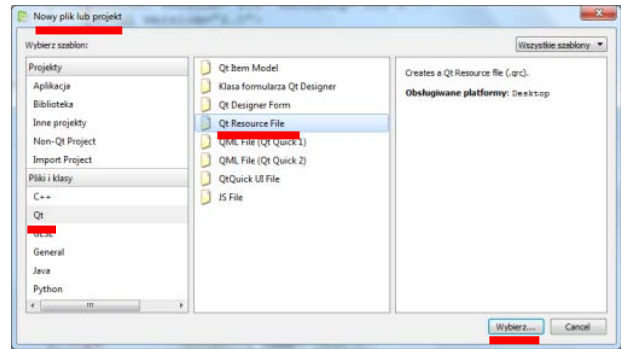 Nowy plik lub projekt
Wybierz szablon:
Wszystkie szablony
Projekty
Aplikacja
Biblioteka
Inne projekty
Non-Qt Project
Import Project
Pliki i klasy
C++
Qt
GLSL
General
Java
Python
Qt Item Model
Klasa formularza Qt Designer
Qt Designer Form
Qt Resource File
QML File (Qt Quick 1)
QML File (Qt Quick 2)
QtQuick UI File
JS File
Creates a Qt Resource file (.qrc).
Obsługiwane platformy: Desktop
Wybierz...
Cancel